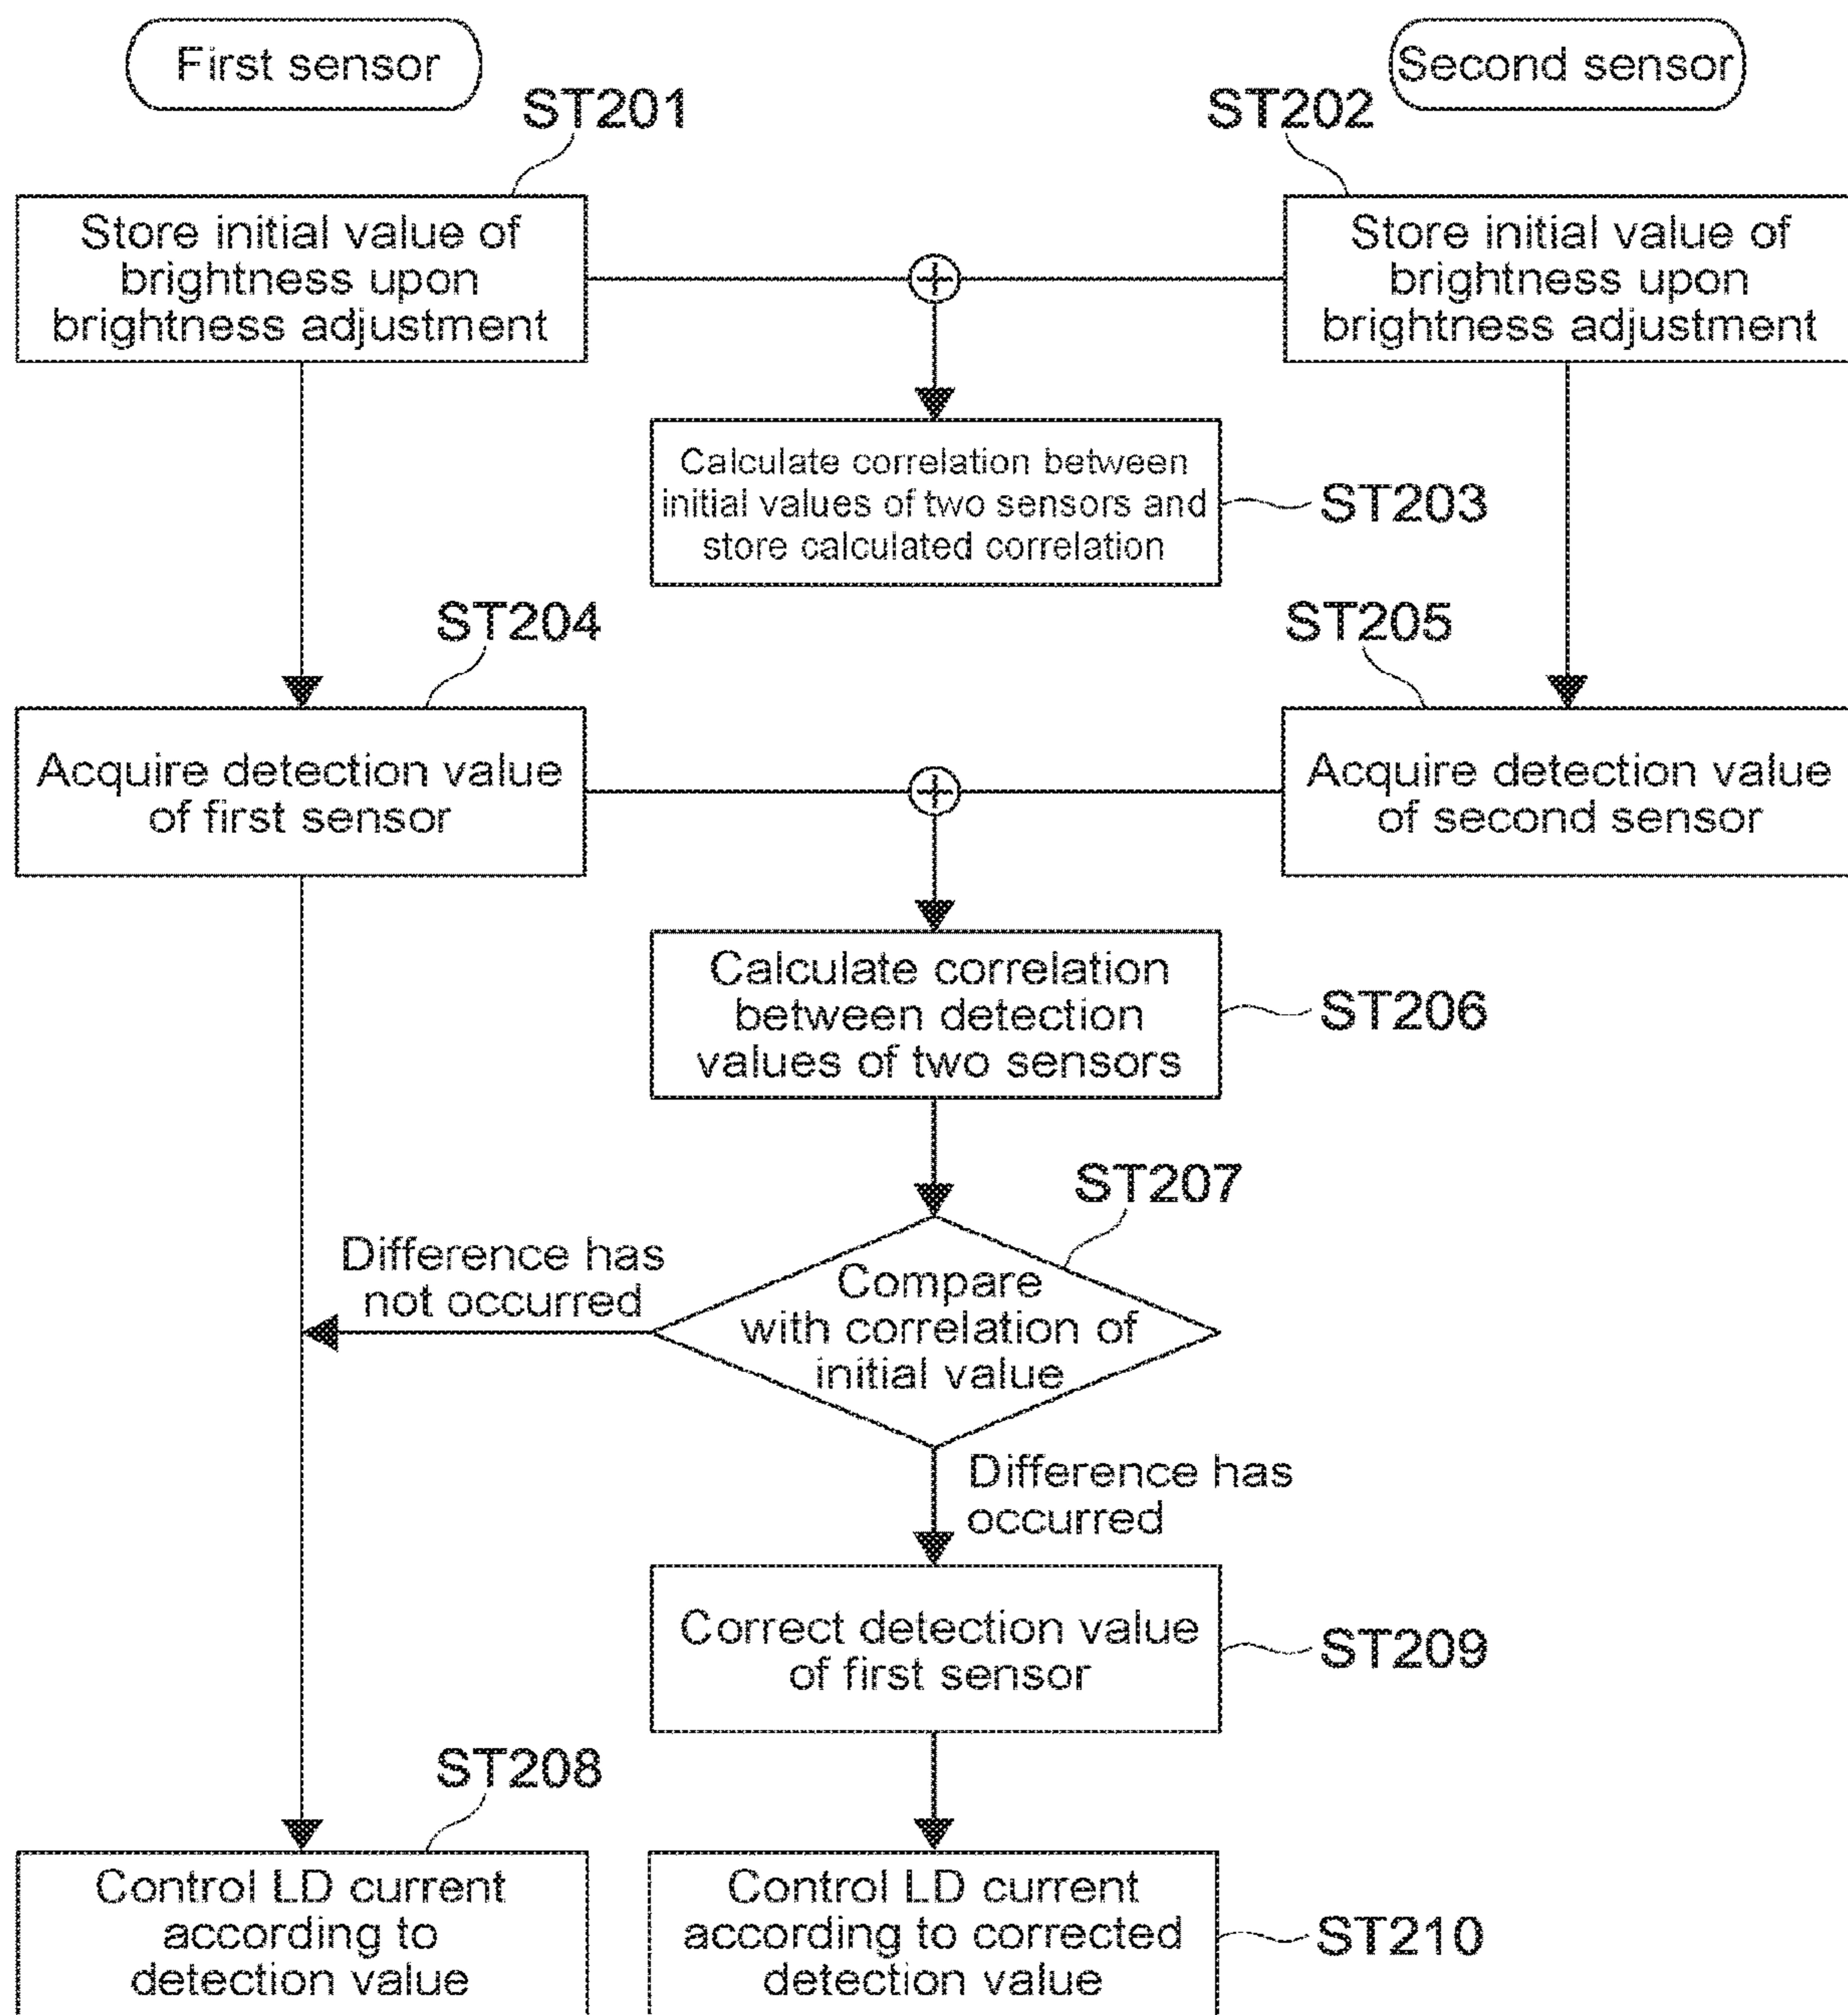 First sensor
Second sensor
ST201
ST202
Store initial value of
brightness upon
brightness adjustment
Store initial value of
brightness upon
brightness adjustment
Calculate correlation between
initial values of two sensors and
store calculated correlation
ST203
ST204
ST205
Acquire detection value
of first sensor
Acquire detection value
of second sensor
Calculate correlation
between detection
values of two sensors
ST206
ST207
Difference has
not occurred
Compare
with correlation of
initial value
Difference has
occurred
Correct detection value
of first sensor
ST209
ST208
Control LD current
according to
detection value
Control LD current
according to corrected
detection value
ST210